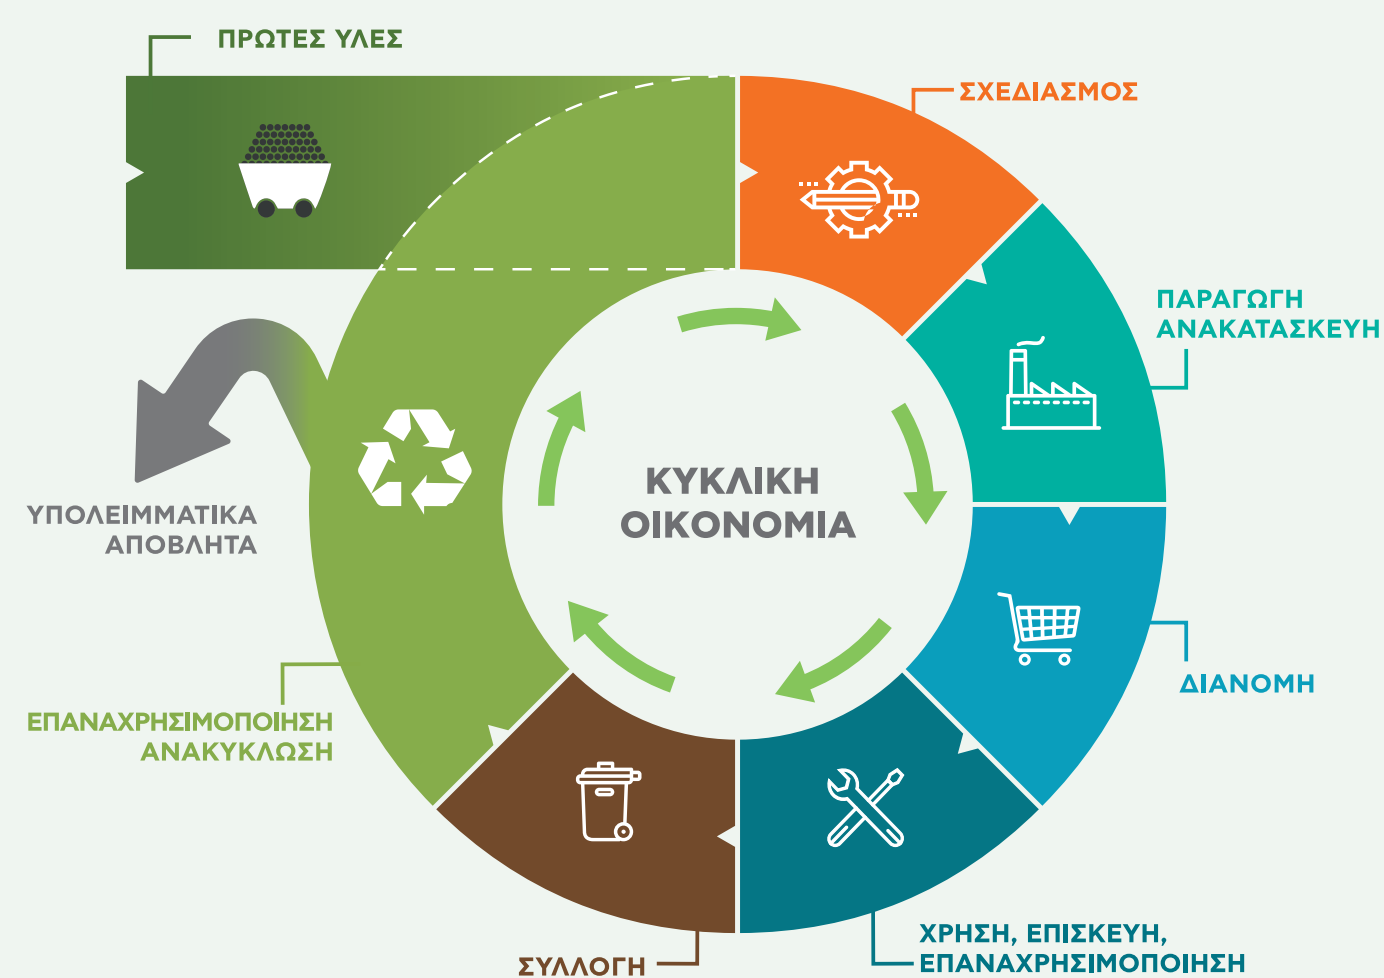 ΠΡΩΤΕΣ ΥΛΕΣ
ΣΧΕΔΙΑΣΜΟΣ
ΠΑΡΑΓΩΓΗ
ΑΝΑΚΑΤΑΣΚΕΥΗ
ΚΥΚΛΙΚΗ
ΟΙΚΟΝΟΜΙΑ
ΥΠΟΛΕΙΜΜΑΤΙΚΑ
ΑΠΟΒΛΗΤΑ
ΔΙΑΝΟΜΗ
ΕΠΑΝΑΧΡΗΣΙΜΟΠΟΙΗΣΗ
ΑΝΑΚΥΚΛΩΣΗ
ΧΡΗΣΗ, ΕΠΙΣΚΕΥΗ,
ΕΠΑΝΑΧΡΗΣΙΜΟΠΟΙΗΣΗ
ΣΥΛΛΟΓΗ